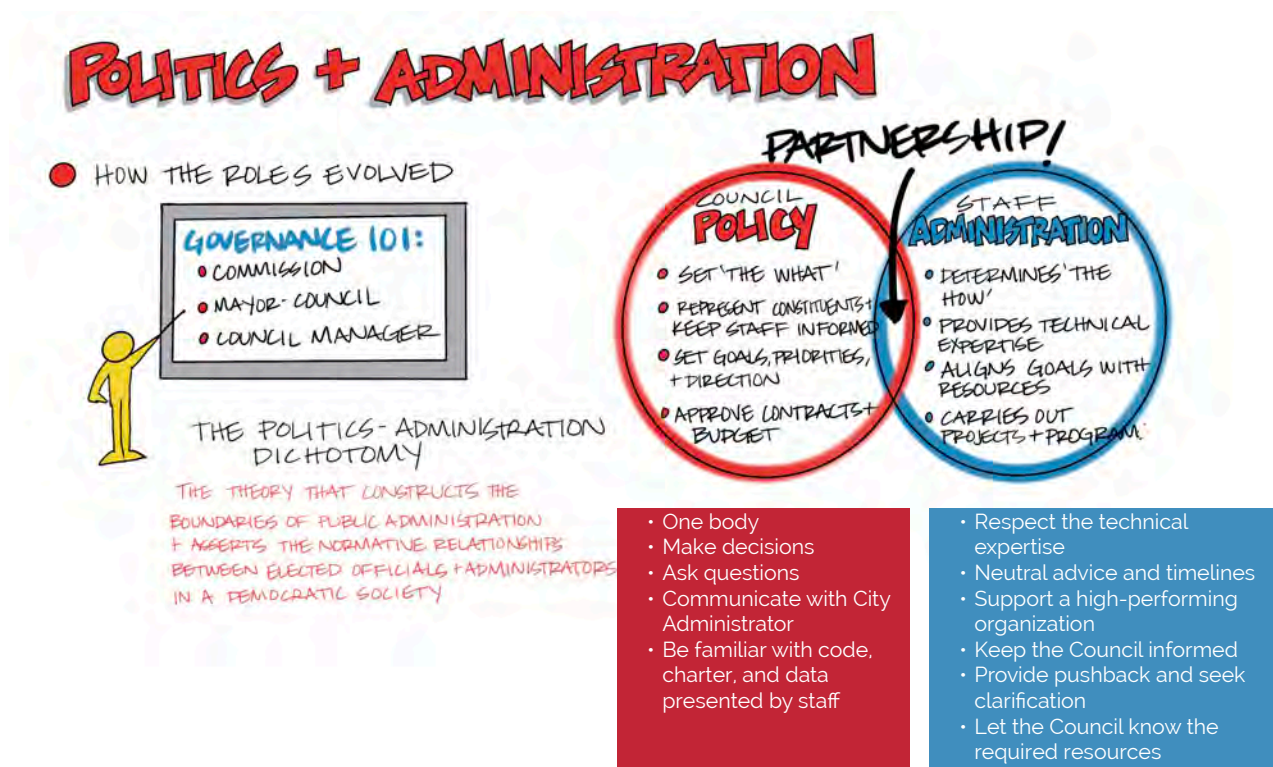 POLITICS + ADMINISTRATION
HOW THE ROLES EVOLVED
GOVERNANCE 101:
COMMISSION
MAYOR-COUNCIL
COUNCIL MANAGER
THE POLITICS-ADMINISTRATION
DICHOTOMY
THE THEORY THAT CONSTRUCTS THE
BOUNDARIES OF PUBLIC ADMINISTRATION
+ ASSERTS THE NORMATIVE RELATIONSHIPS
BETWEEN ELECTED OFFICIALS + ADMINISTRATORS
IN A DEMOCRATIC SOCIETY
PARTNERSHIP!
COUNCIL
POLICY
• SET 'THE WHAT'
• REPRESENT CONSTITUENTS +
KEEP STAFF INFORMED
• SET GOALS, PRIORITIES,
+ DIRECTION
• APPROVE CONTRACTS +
BUDGET
STAFF
ADMINISTRATION
• DETERMINES 'THE
HOW'
• PROVIDES TECHNICAL
EXPERTISE
• ALIGNS GOALS WITH
RESOURCES
• CARRIES OUT
PROJECTS + PROGRAM
• One body
• Make decisions
• Ask questions
• Communicate with City
Administrator
• Be familiar with code,
charter, and data
presented by staff
• Respect the technical
expertise
• Neutral advice and timelines
• Support a high-performing
organization
• Keep the Council informed
• Provide pushback and seek
clarification
• Let the Council know the
required resources